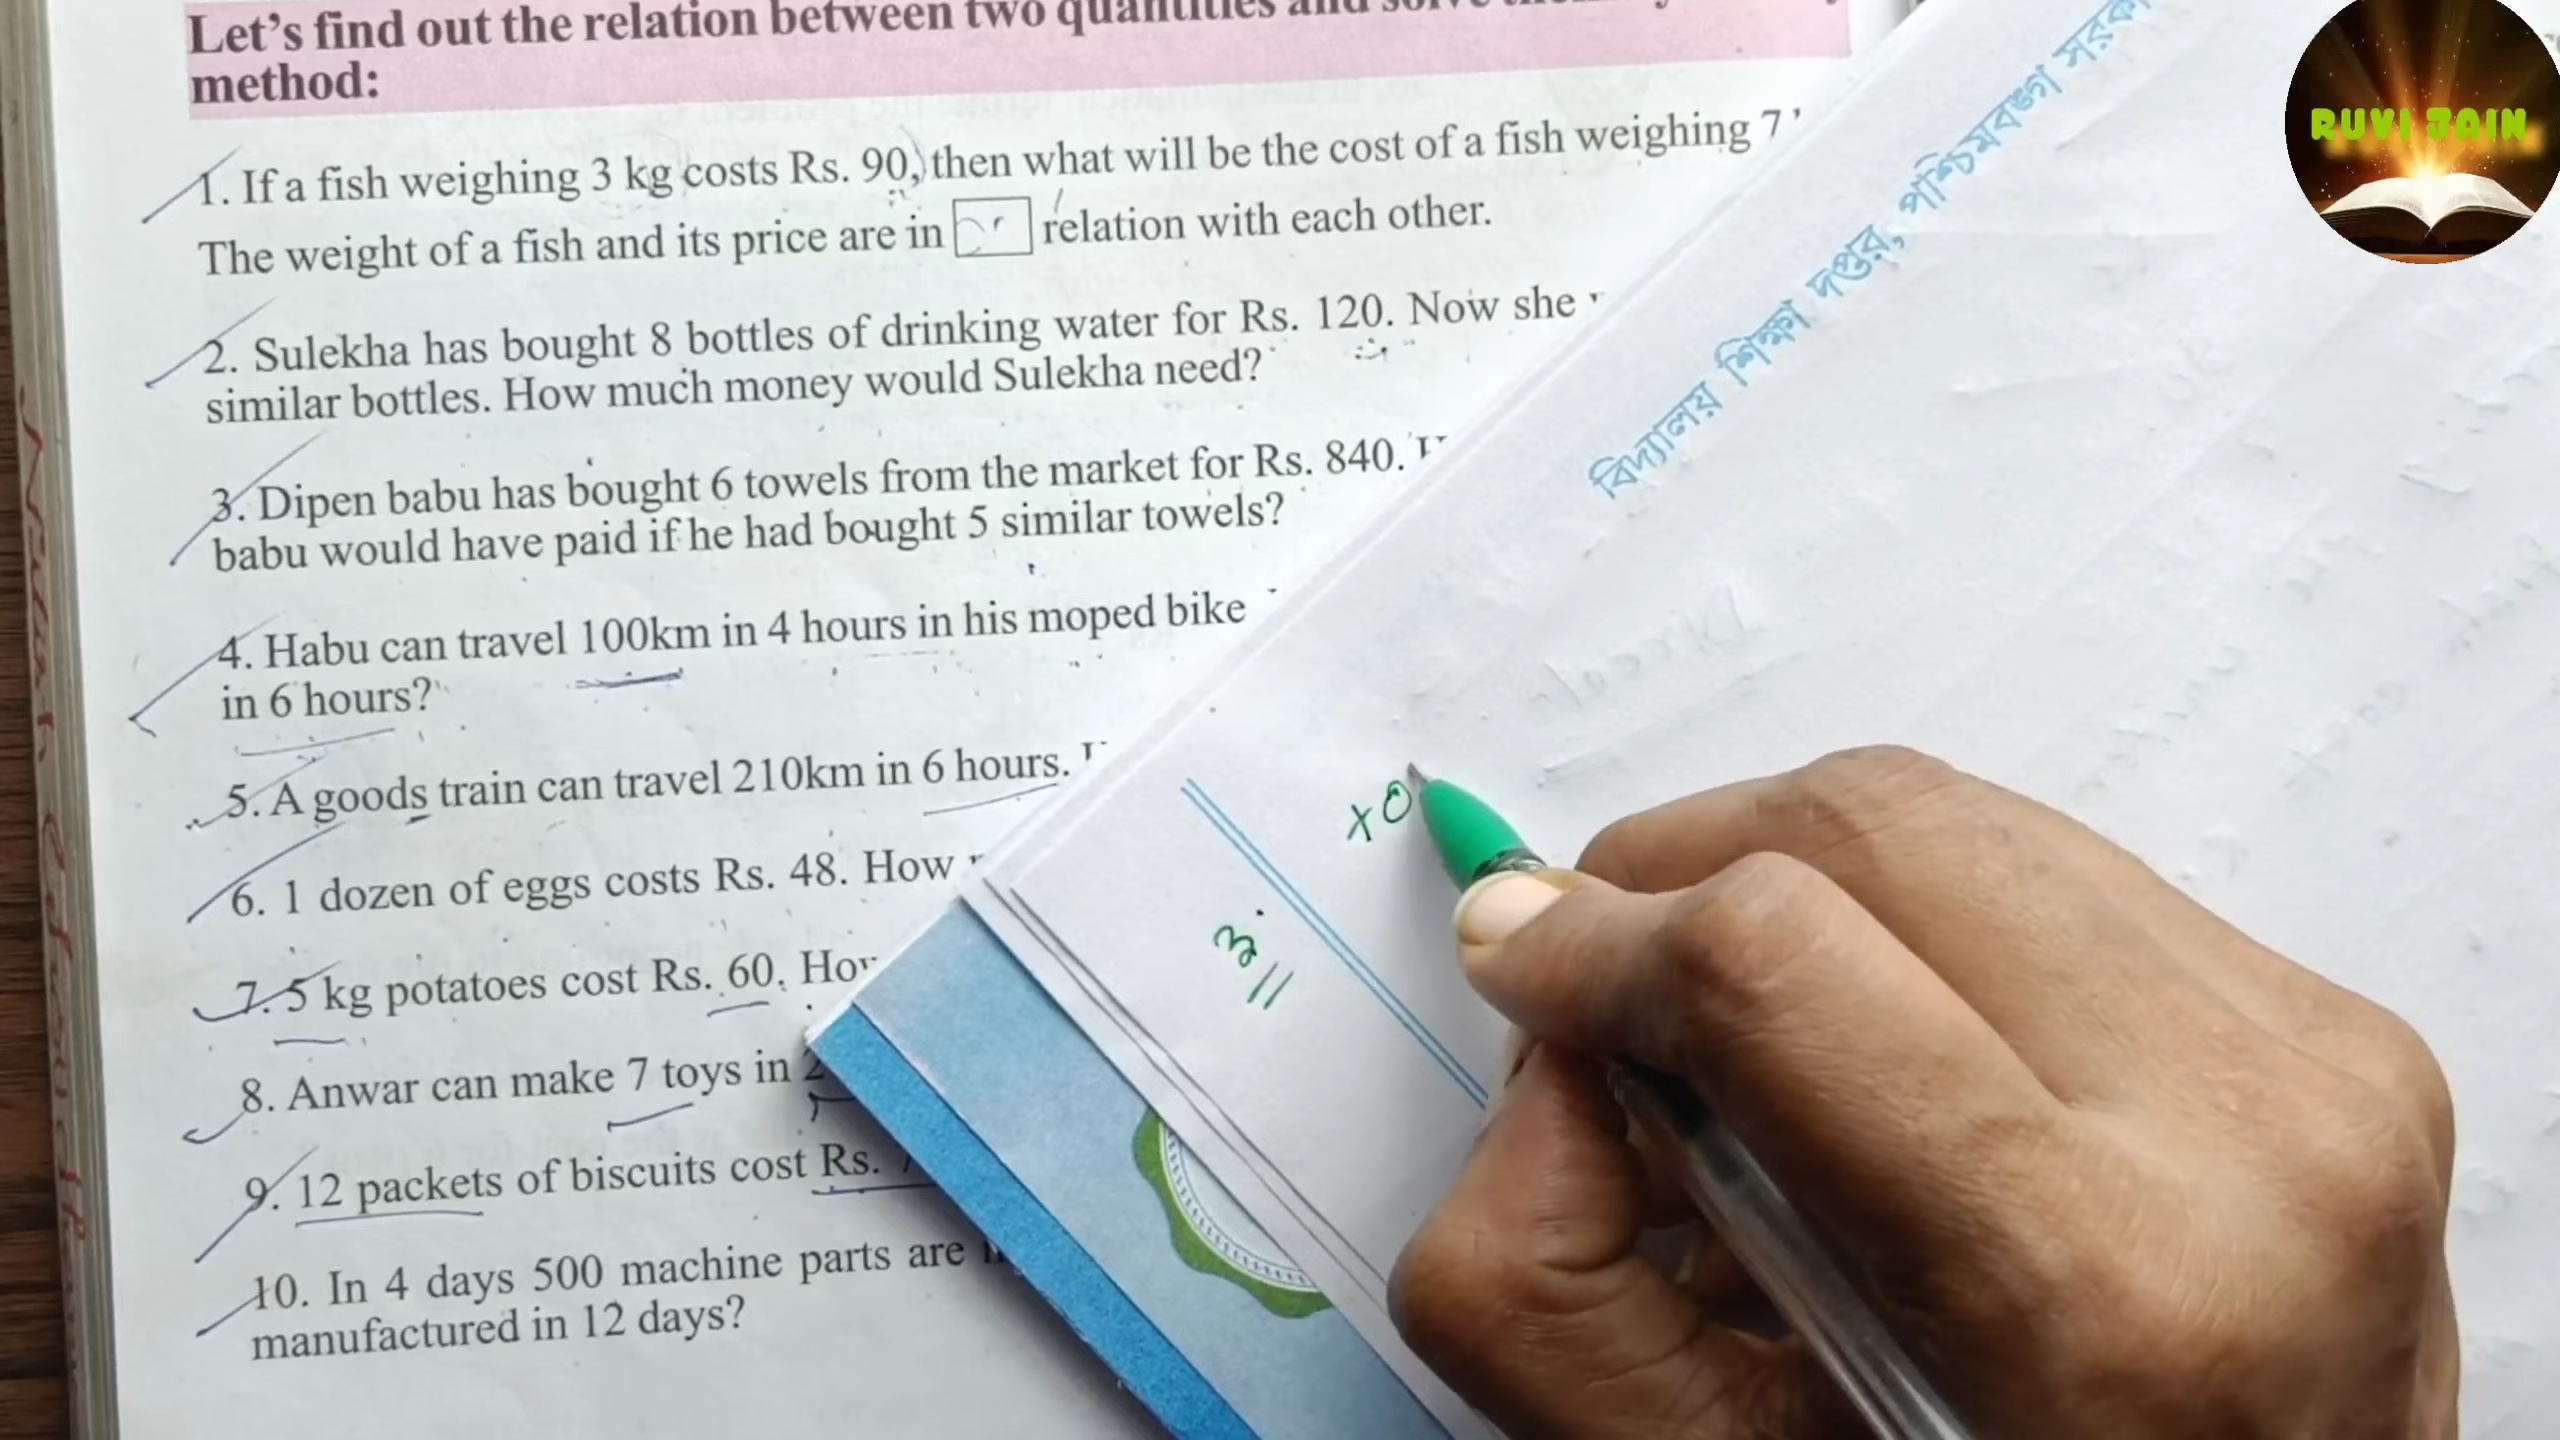 Let's find out the relation between two quantities and
method:
1. If a fish weighing 3 kg costs Rs. 90, then what will be the cost of a fish weighing 7
The weight of a fish and its price are in relation with each other.
2. Sulekha has bought 8 bottles of drinking water for Rs. 120. Now she
similar bottles. How much money would Sulekha need?
3. Dipen babu has bought 6 towels from the market for Rs. 840.
babu would have paid if he had bought 5 similar towels?
4. Habu can travel 100km in 4 hours in his moped bike
in 6 hours?
5. A goods train can travel 210km in 6 hours.
6. 1 dozen of eggs costs Rs. 48. How
7. 5 kg potatoes cost Rs. 60.
8. Anwar can make 7 toys in
9. 12 packets of biscuits cost Rs.
10. In 4 days 500 machine parts are
manufactured in 12 days?
বিদ্যালয় শিক্ষা দপ্তর, পশ্চিমবঙ্গ
3.
RUVI JAIN